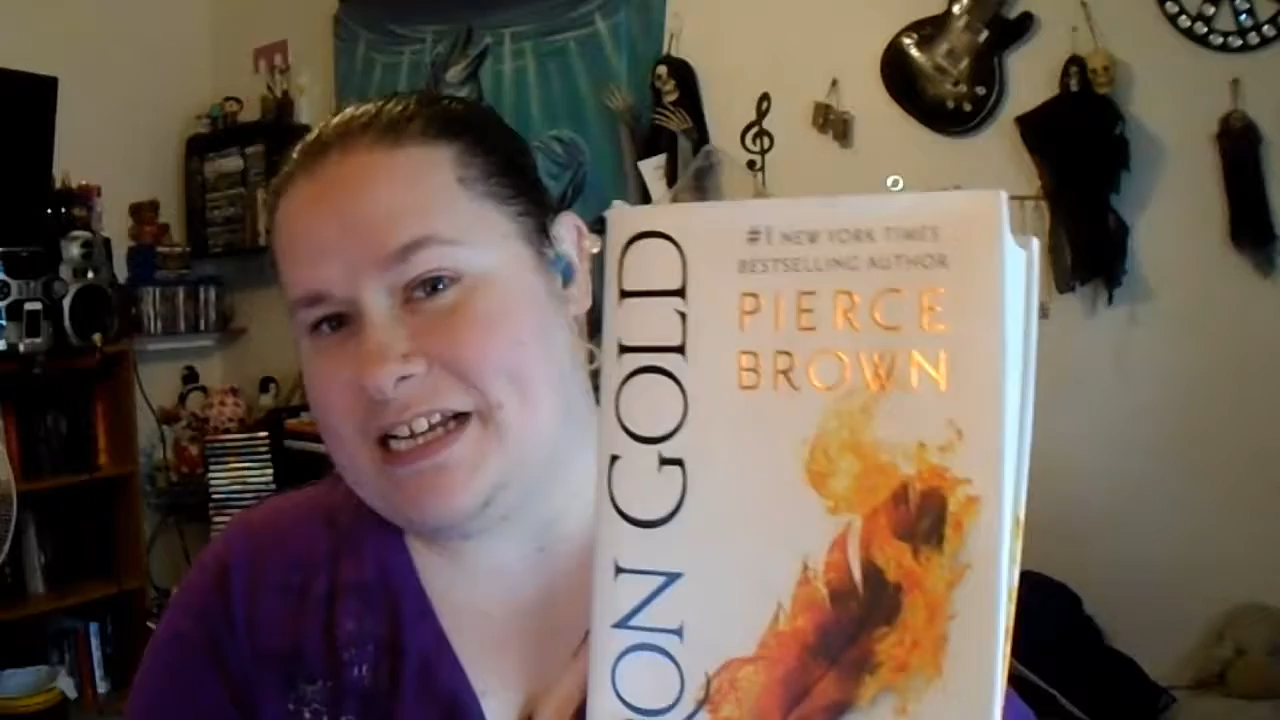 #1 NEW YORK TIMES
BESTSELLING AUTHOR
PIERCE
BROWN
ON GOLD